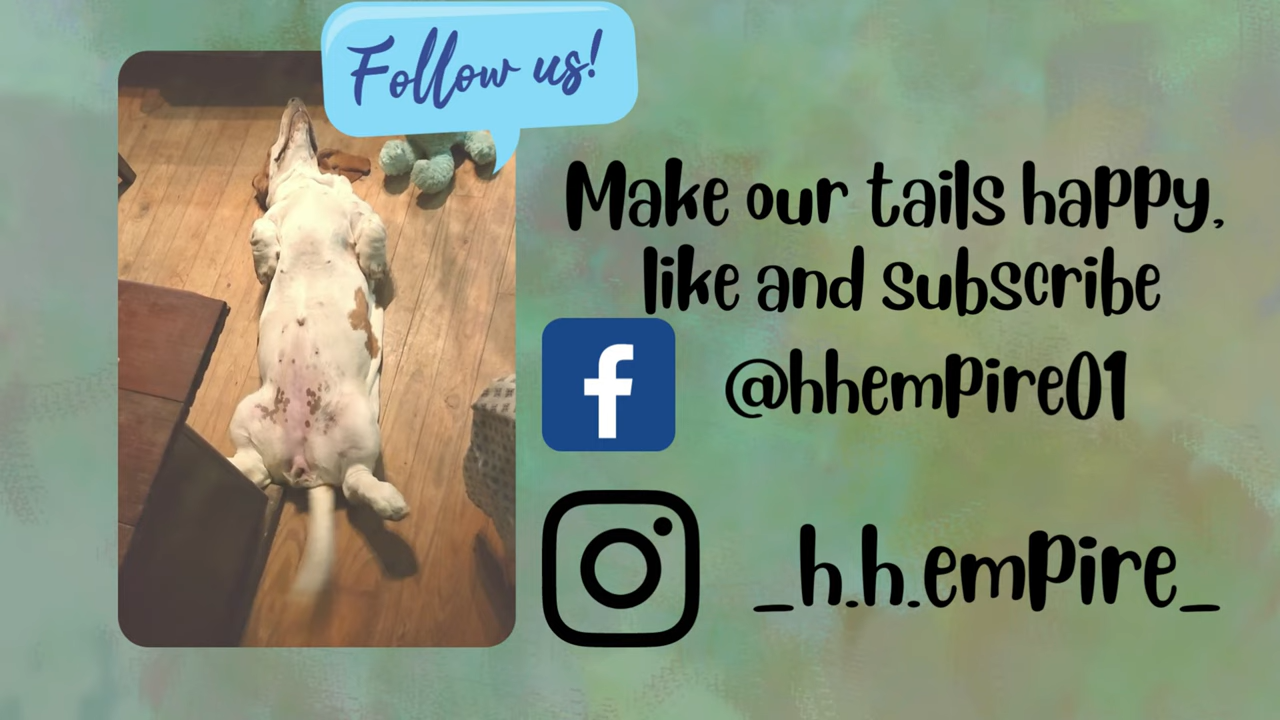 Follow us!
Make our tails happy,
like and subscribe
@hhempire01
_h.h.empire_